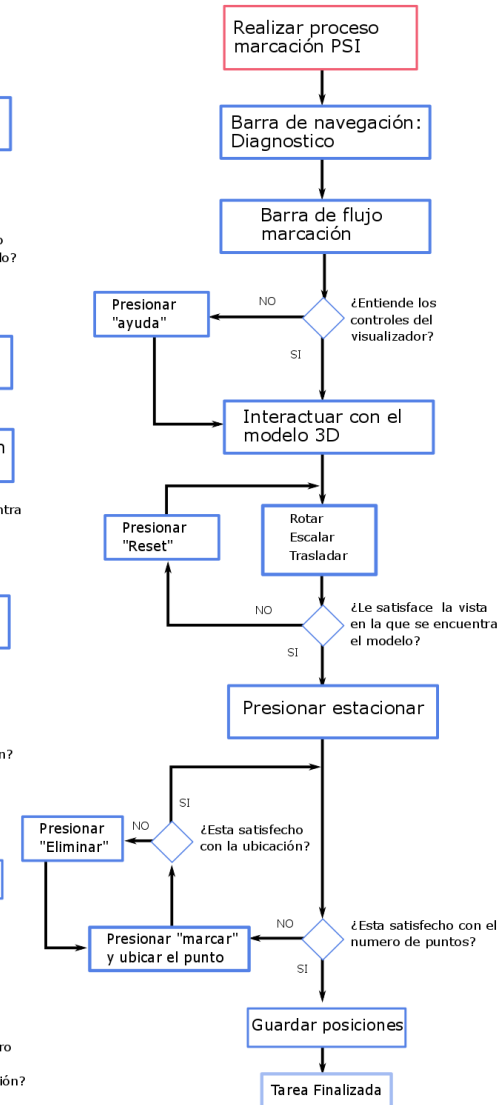 Realizar proceso
marcación PSI
Barra de navegación:
Diagnostico
Barra de flujo
marcación
¿Entiende los
controles del
visualizador?
NO
SI
Presionar
"ayuda"
Interactuar con el
modelo 3D
Rotar
Escalar
Trasladar
Presionar
"Reset"
¿Le satisface la vista
en la que se encuentra
el modelo?
NO
SI
Presionar estacionar
SI
NO
¿Esta satisfecho
con la ubicación?
Presionar
"Eliminar"
Presionar "marcar"
y ubicar el punto
NO
¿Esta satisfecho con el
numero de puntos?
SI
Guardar posiciones
Tarea Finalizada